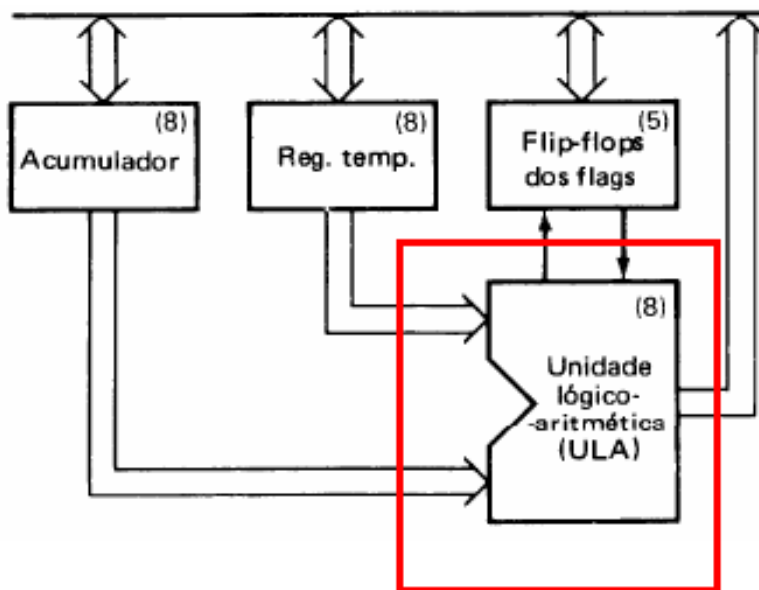 (8)
Acumulador
(8)
Reg. temp.
(5)
Flip-flops
dos flags
(8)
Unidade
lógico-
-aritmética
(ULA)